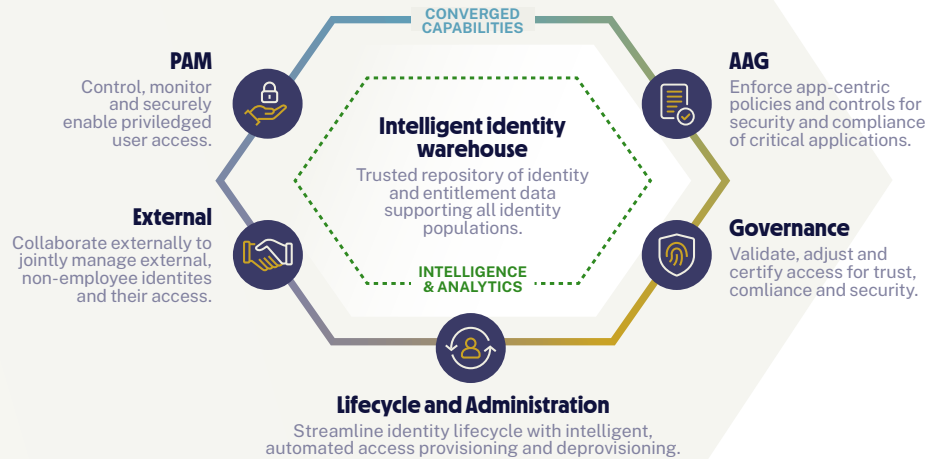 CONVERGED
CAPABILITIES
PAM
Control, monitor
and securely
enable priviledged
user access.
AAG
Enforce app-centric
policies and controls for
security and compliance
of critical applications.
Intelligent identity
warehouse
Trusted repository of identity
and entitlement data
supporting all identity
populations.
External
Collaborate externally to
jointly manage external,
non-employee identites
and their access.
Governance
Validate, adjust and
certify access for trust,
comliance and security.
INTELLIGENCE
& ANALYTICS
Lifecycle and Administration
Streamline identity lifecycle with intelligent,
automated access provisioning and deprovisioning.